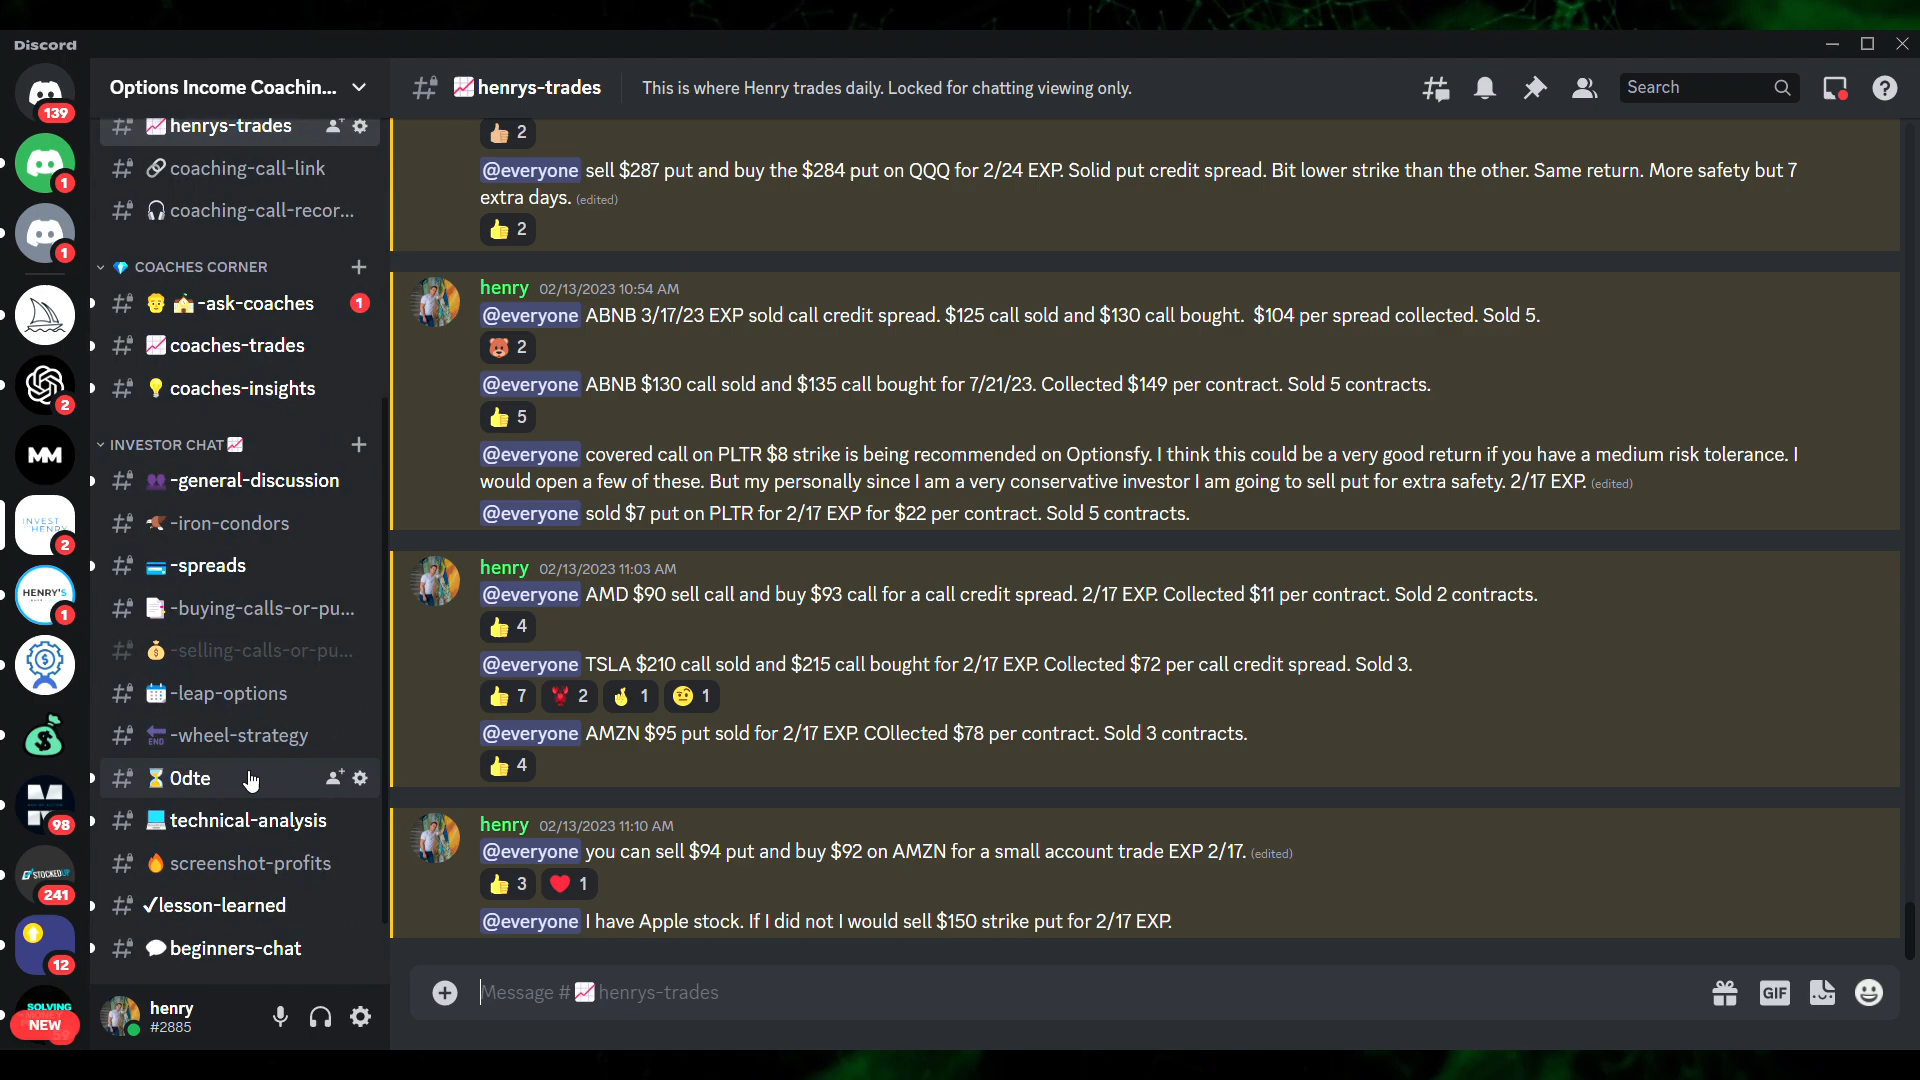 Discord
139
1
1
2
MM
INVEST
HENRY
2
HENRY'S
1
98
STOCKEDUP
241
12
SOLVING
NEW
Options Income Coachin...
henrys-trades
coaching-call-link
coaching-call-recor...
COACHES CORNER
-ask-coaches 1
coaches-trades
coaches-insights
INVESTOR CHAT
-general-discussion
-iron-condors
-spreads
-buying-calls-or-pu...
-selling-calls-or-pu...
-leap-options
END -wheel-strategy
0dte
technical-analysis
screenshot-profits
✓lesson-learned
beginners-chat
henry
#2885
henrys-trades This is where Henry trades daily. Locked for chatting viewing only.
Search
2
@everyone sell $287 put and buy the $284 put on QQQ for 2/24 EXP. Solid put credit spread. Bit lower strike than the other. Same return. More safety but 7
extra days. (edited)
2
henry 02/13/2023 10:54 AM
@everyone ABNB 3/17/23 EXP sold call credit spread. $125 call sold and $130 call bought. $104 per spread collected. Sold 5.
2
@everyone ABNB $130 call sold and $135 call bought for 7/21/23. Collected $149 per contract. Sold 5 contracts.
5
@everyone covered call on PLTR $8 strike is being recommended on Optionsfy. I think this could be a very good return if you have a medium risk tolerance. I
would open a few of these. But my personally since I am a very conservative investor I am going to sell put for extra safety. 2/17 EXP. (edited)
@everyone sold $7 put on PLTR for 2/17 EXP for $22 per contract. Sold 5 contracts.
henry 02/13/2023 11:03 AM
@everyone AMD $90 sell call and buy $93 call for a call credit spread. 2/17 EXP. Collected $11 per contract. Sold 2 contracts.
4
@everyone TSLA $210 call sold and $215 call bought for 2/17 EXP. Collected $72 per call credit spread. Sold 3.
7 2 1 1
@everyone AMZN $95 put sold for 2/17 EXP. COllected $78 per contract. Sold 3 contracts.
4
henry 02/13/2023 11:10 AM
@everyone you can sell $94 put and buy $92 on AMZN for a small account trade EXP 2/17. (edited)
3 1
@everyone I have Apple stock. If I did not I would sell $150 strike put for 2/17 EXP.
Message # henrys-trades
GIF